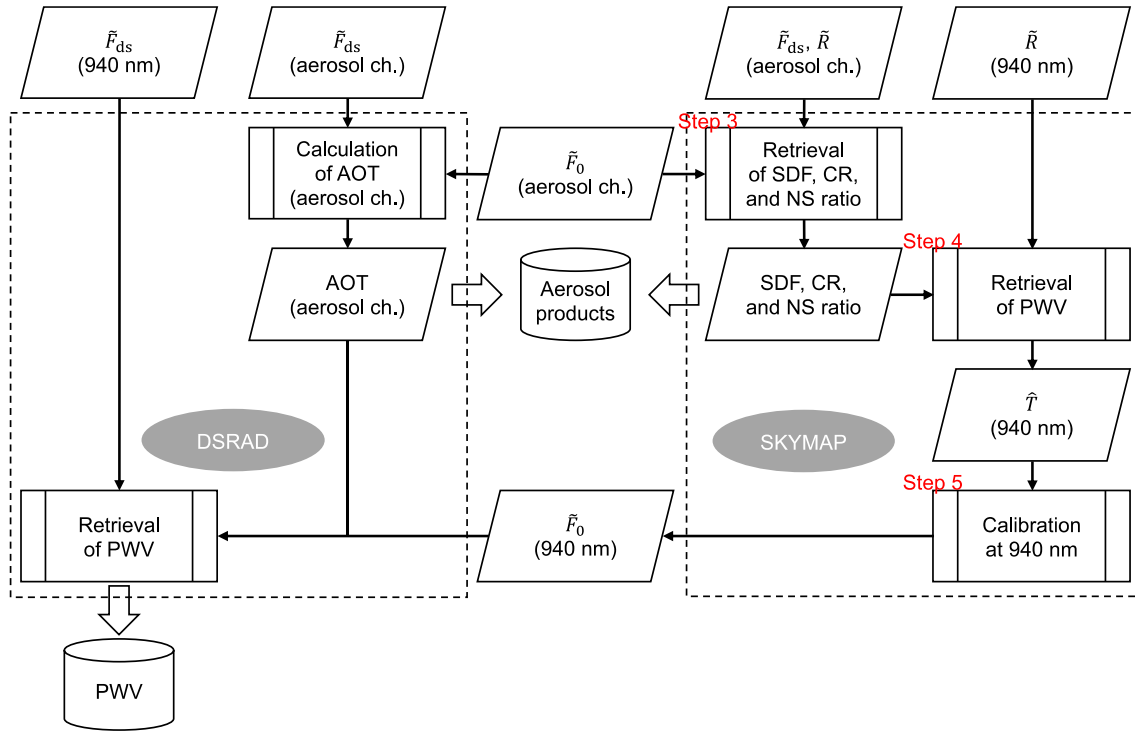 F̃ds
(940 nm)
F̃ds
(aerosol ch.)
F̃ds, R̃
(aerosol ch.)
R̃
(940 nm)
Step 3
Calculation
of AOT
(aerosol ch.)
F̃0
(aerosol ch.)
Retrieval
of SDF, CR,
and NS ratio
Step 4
AOT
(aerosol ch.)
Aerosol
products
SDF, CR,
and NS ratio
Retrieval
of PWV
T̂
(940 nm)
DSRAD
SKYMAP
Step 5
Retrieval
of PWV
F̃0
(940 nm)
Calibration
at 940 nm
PWV